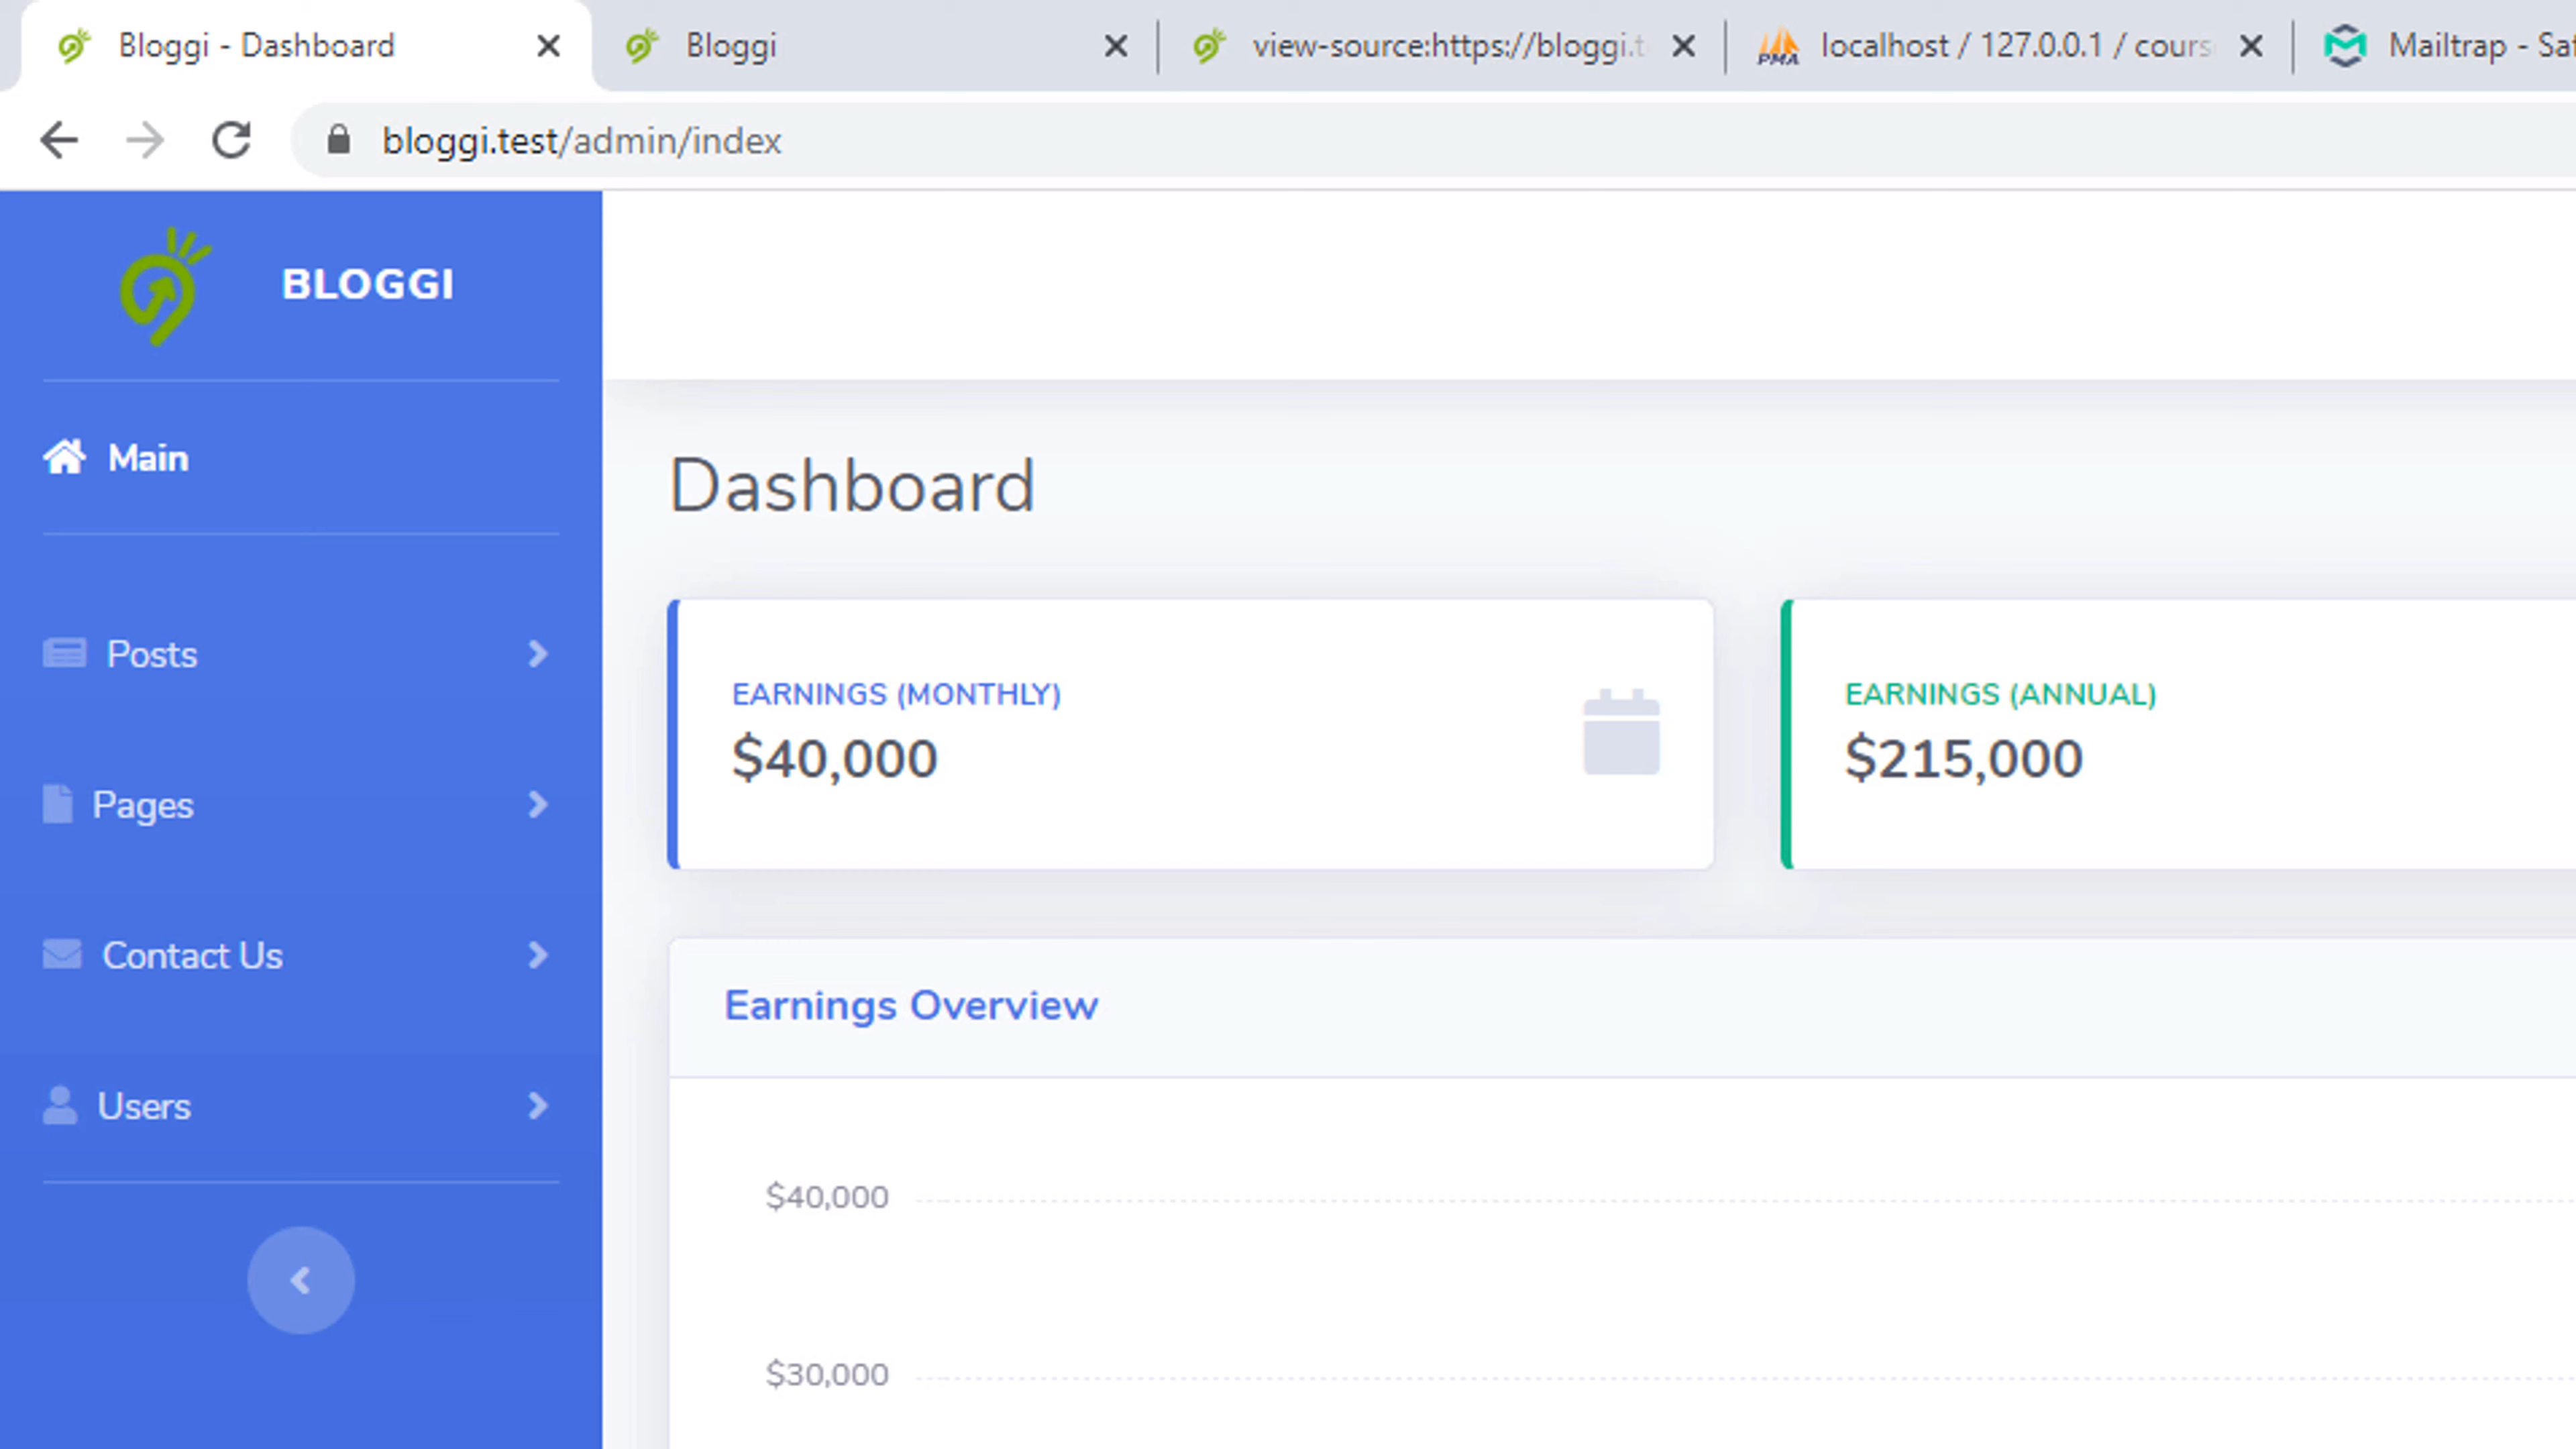 Bloggi - Dashboard
Bloggi
view-source:https://bloggi.t
localhost / 127.0.0.1 / cours
Mailtrap - Saf
bloggi.test/admin/index
BLOGGI
Main
Posts
Pages
Contact Us
Users
Dashboard
EARNINGS (MONTHLY)
$40,000
EARNINGS (ANNUAL)
$215,000
Earnings Overview
$40,000
$30,000
PMA